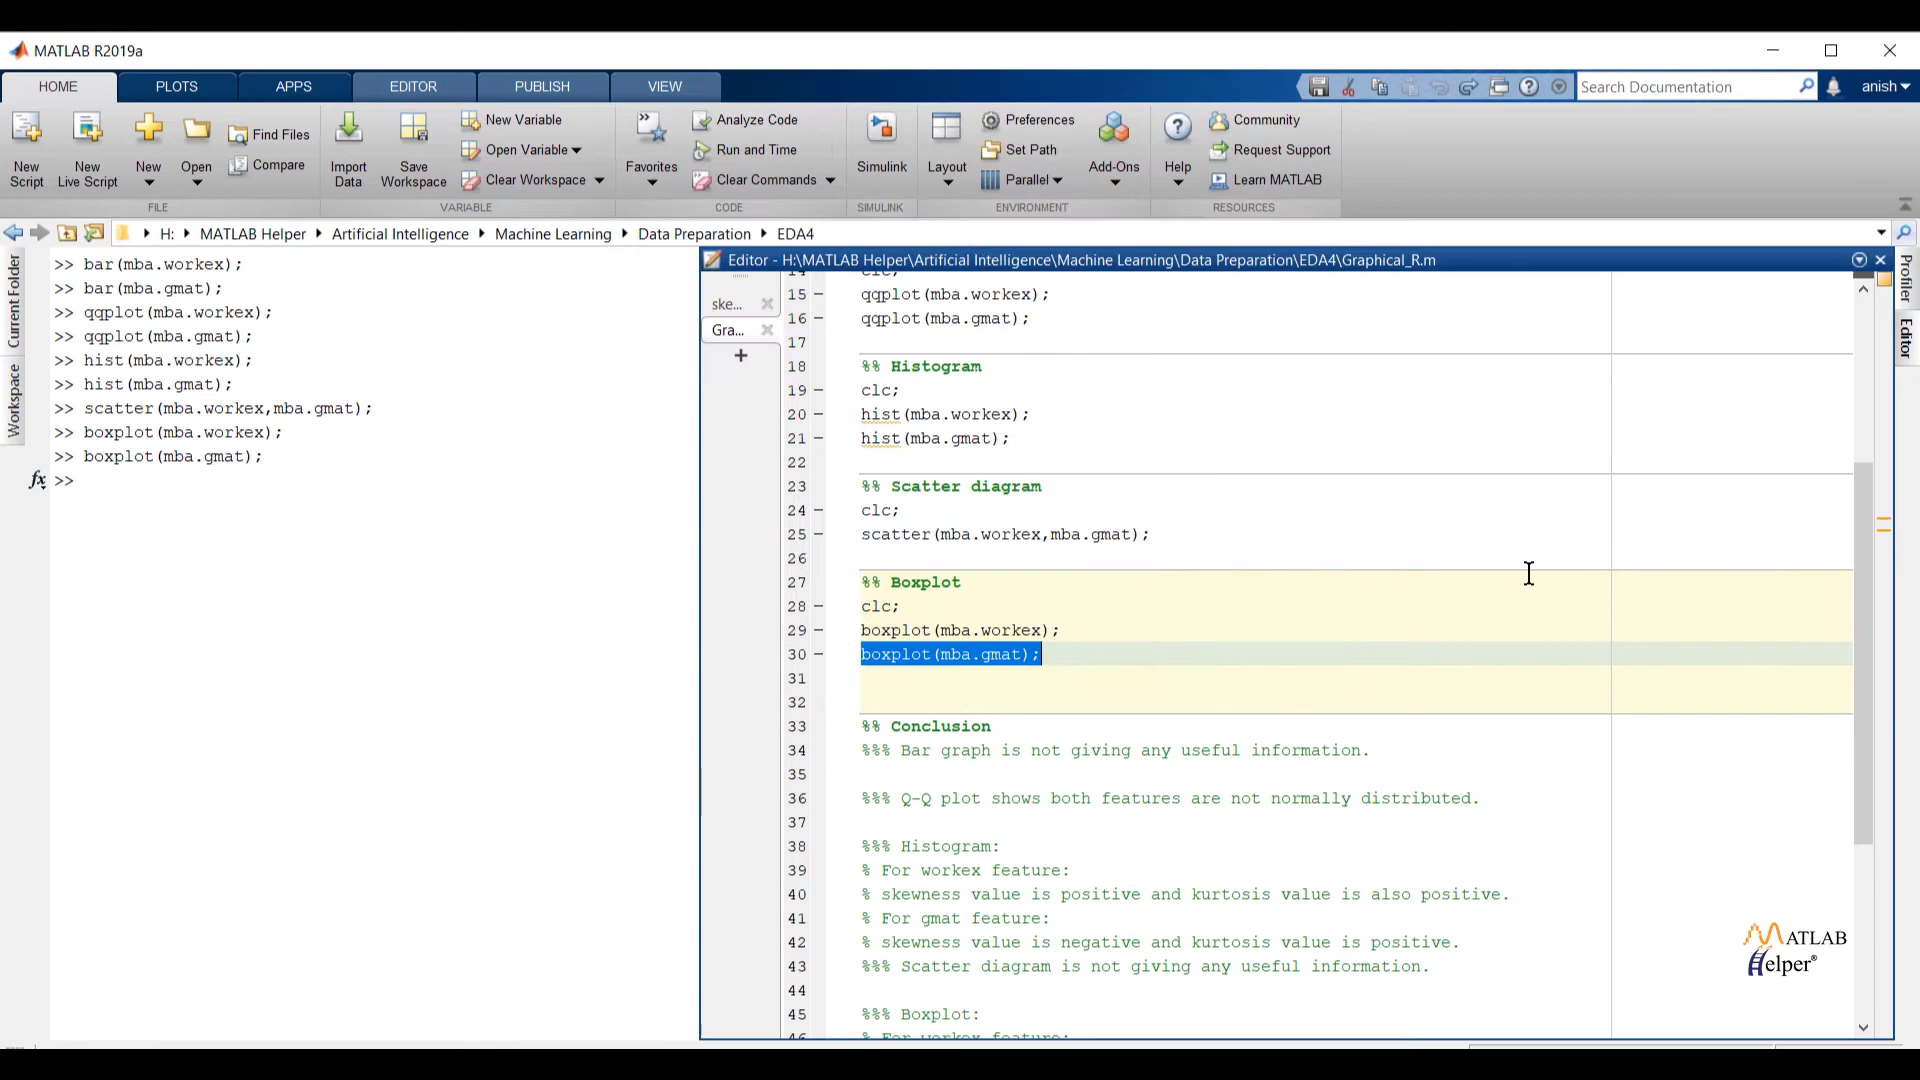 MATLAB R2019a
HOME PLOTS APPS EDITOR PUBLISH VIEW Search Documentation anish
New Script New Live Script New Open Find Files Compare
Import Data Save Workspace New Variable Open Variable Clear Workspace
Favorites Analyze Code Run and Time Clear Commands
Simulink Layout Preferences Set Path Parallel Add-Ons
Help Community Request Support Learn MATLAB
FILE VARIABLE CODE SIMULINK ENVIRONMENT RESOURCES
H: MATLAB Helper Artificial Intelligence Machine Learning Data Preparation EDA4
Current Folder
Workspace
>> bar(mba.workex);
>> bar(mba.gmat);
>> qqplot(mba.workex);
>> qqplot(mba.gmat);
>> hist(mba.workex);
>> hist(mba.gmat);
>> scatter(mba.workex,mba.gmat);
>> boxplot(mba.workex);
>> boxplot(mba.gmat);
fx >>
Editor - H:\MATLAB Helper\Artificial Intelligence\Machine Learning\Data Preparation\EDA4\Graphical_R.m
ske...
Gra...
Profiler
Editor
14 clc;
15 - qqplot(mba.workex);
16 - qqplot(mba.gmat);
17
18 %% Histogram
19 - clc;
20 - hist(mba.workex);
21 - hist(mba.gmat);
22
23 %% Scatter diagram
24 - clc;
25 - scatter(mba.workex,mba.gmat);
26
27 %% Boxplot
28 - clc;
29 - boxplot(mba.workex);
30 - boxplot(mba.gmat);
31
32
33 %% Conclusion
34 %%% Bar graph is not giving any useful information.
35
36 %%% Q-Q plot shows both features are not normally distributed.
37
38 %%% Histogram:
39 % For workex feature:
40 % skewness value is positive and kurtosis value is also positive.
41 % For gmat feature:
42 % skewness value is negative and kurtosis value is positive.
43 %%% Scatter diagram is not giving any useful information.
44
45 %%% Boxplot:
46 % For workex feature:
MATLAB
Helper®